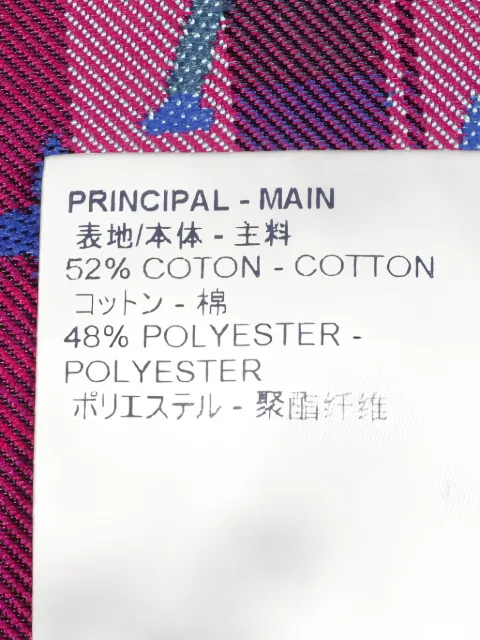 PRINCIPAL - MAIN
表地/本体 - 主料
52% COTON - COTTON
コットン - 棉
48% POLYESTER -
POLYESTER
ポリエステル - 聚酯纤维